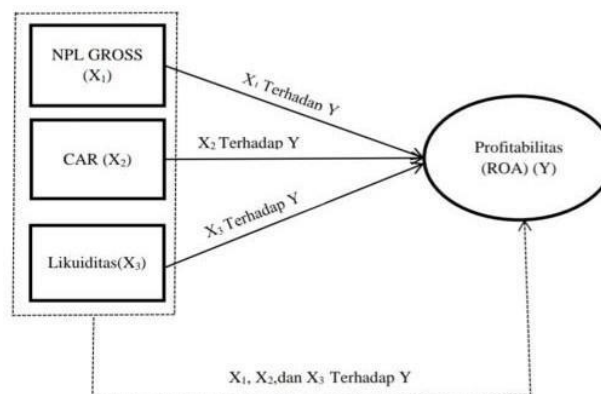 NPL GROSS
(X₁)
X₁ Terhadap Y
CAR (X₂)
X₂ Terhadap Y
Profitabilitas
(ROA) (Y)
X₃ Terhadap Y
Likuiditas(X₃)
X₁, X₂,dan X₃ Terhadap Y